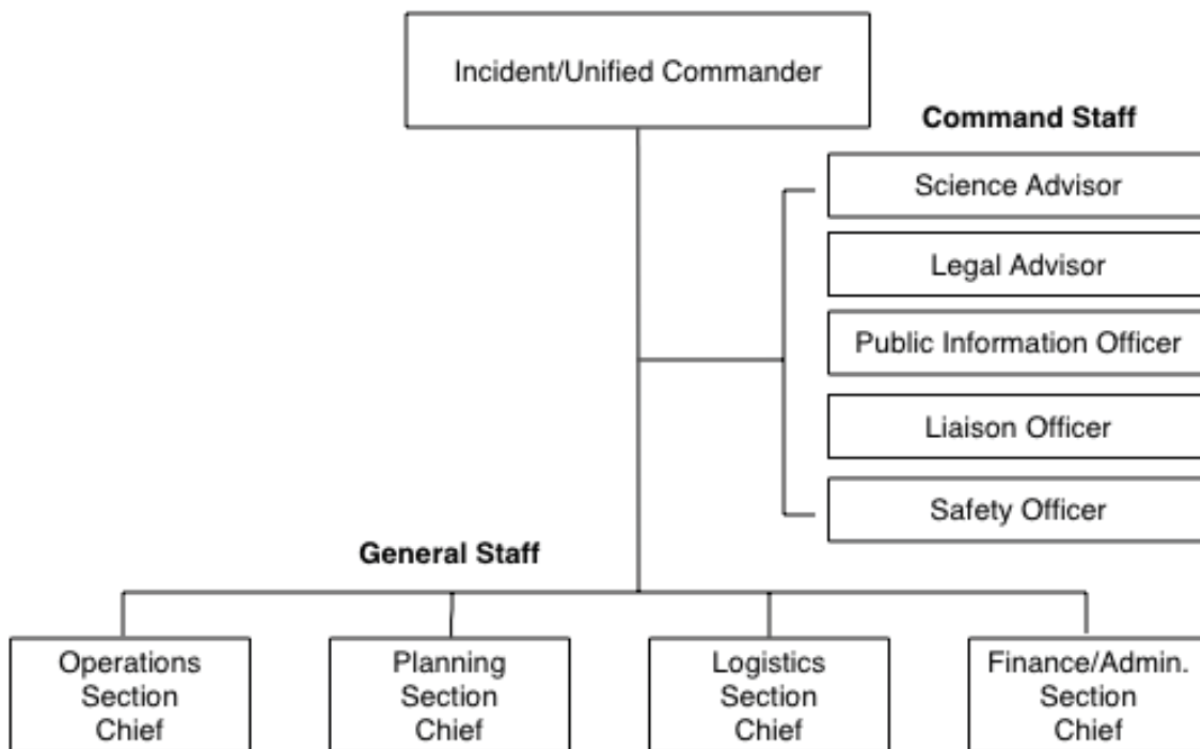 Incident/Unified Commander
Command Staff
Science Advisor
Legal Advisor
Public Information Officer
Liaison Officer
Safety Officer
General Staff
Operations
Section
Chief
Planning
Section
Chief
Logistics
Section
Chief
Finance/Admin.
Section
Chief